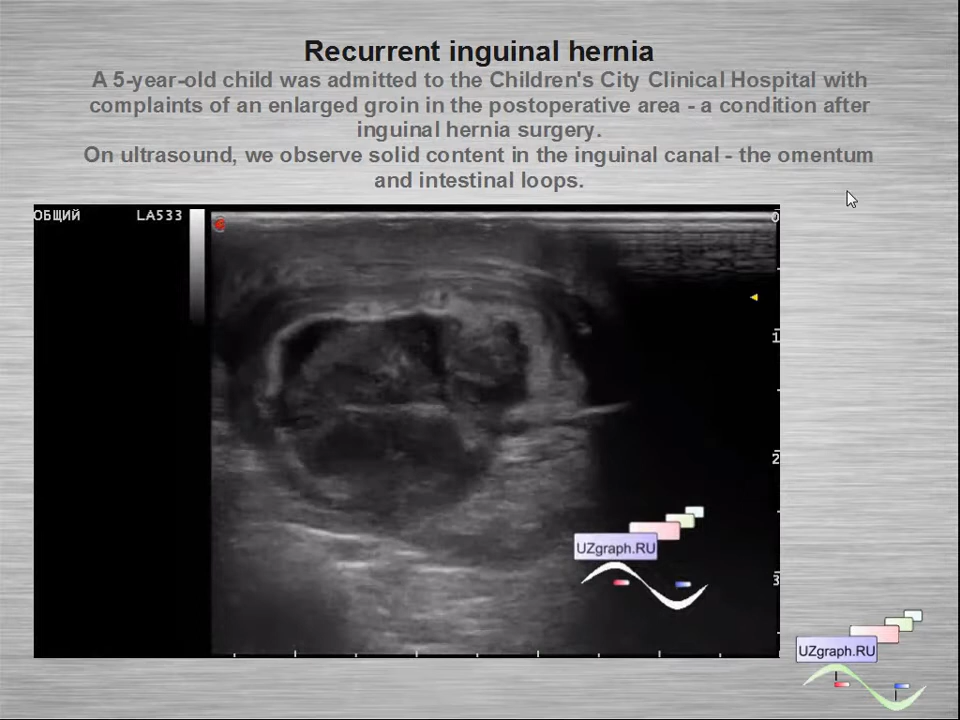 Recurrent inguinal hernia
A 5-year-old child was admitted to the Children's City Clinical Hospital with
complaints of an enlarged groin in the postoperative area - a condition after
inguinal hernia surgery.
On ultrasound, we observe solid content in the inguinal canal - the omentum
and intestinal loops.
ОБЩИЙ LA533
0
1
2
3
UZgraph.RU
UZgraph.RU